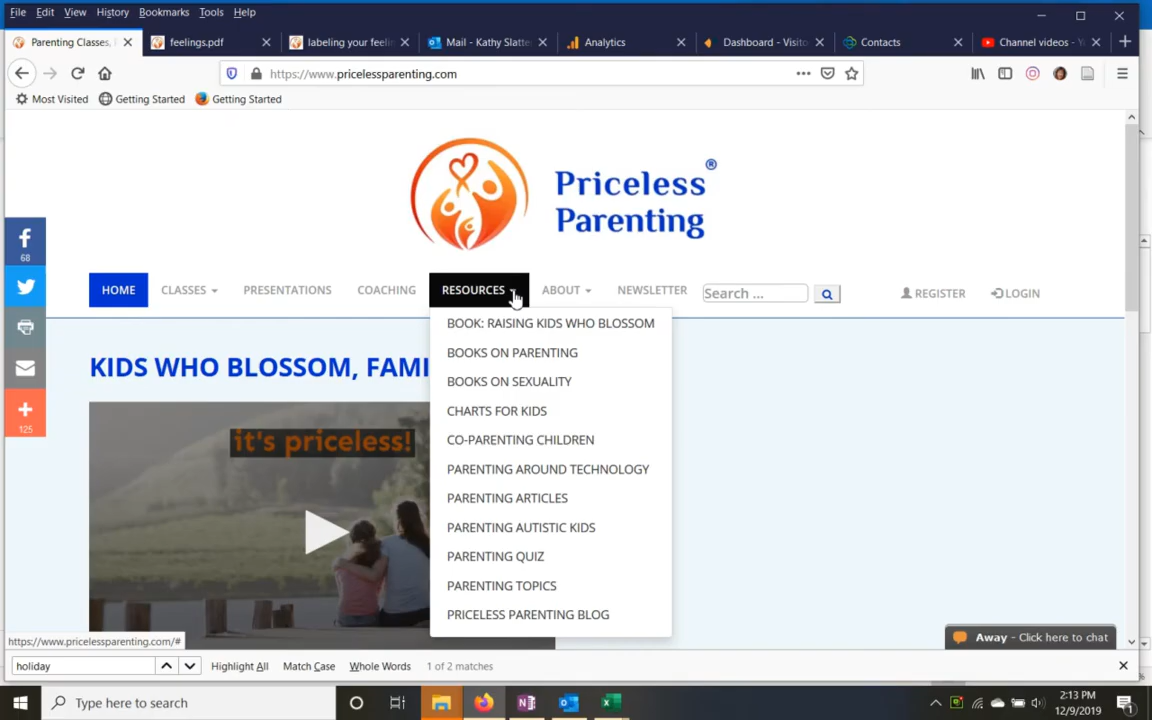 File Edit View History Bookmarks Tools Help
Parenting Classes, feelings.pdf labeling your feelin Mail - Kathy Slatte Analytics Dashboard - Visito Contacts Channel videos -
https://www.pricelessparenting.com
Most Visited Getting Started Getting Started
Priceless ®
Parenting
HOME CLASSES PRESENTATIONS COACHING RESOURCES ABOUT NEWSLETTER Search ... REGISTER LOGIN
68
125
BOOK: RAISING KIDS WHO BLOSSOM
BOOKS ON PARENTING
BOOKS ON SEXUALITY
CHARTS FOR KIDS
CO-PARENTING CHILDREN
PARENTING AROUND TECHNOLOGY
PARENTING ARTICLES
PARENTING AUTISTIC KIDS
PARENTING QUIZ
PARENTING TOPICS
PRICELESS PARENTING BLOG
KIDS WHO BLOSSOM, FAMI
it's priceless!
https://www.pricelessparenting.com/#
Away - Click here to chat
holiday Highlight All Match Case Whole Words 1 of 2 matches
Type here to search
2:13 PM
12/9/2019